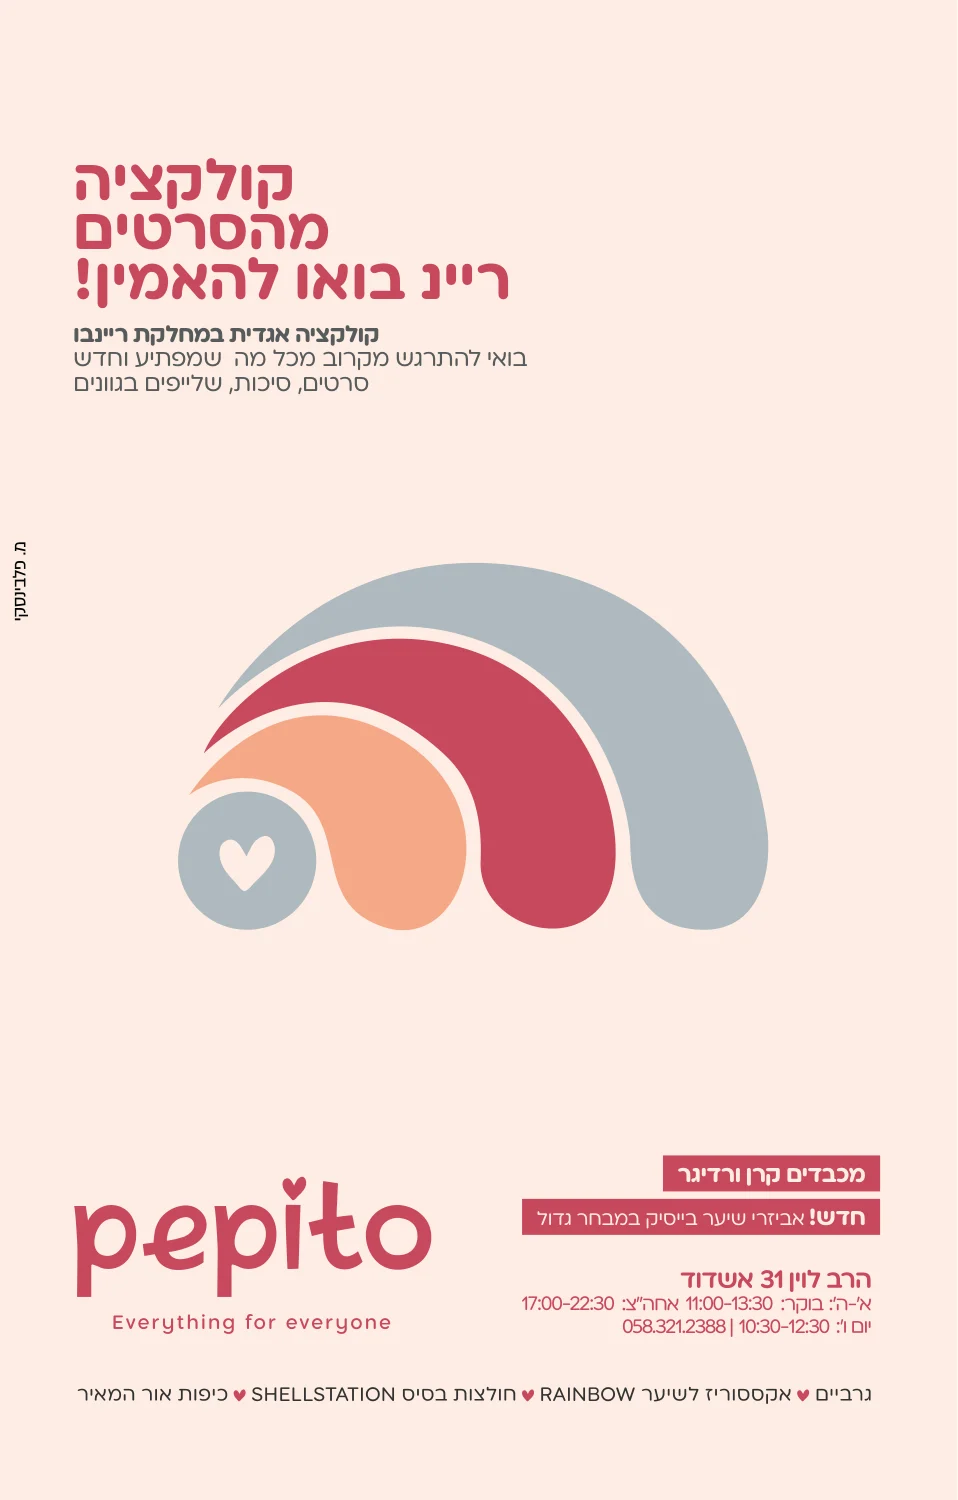 קולקציה
מהסרטים
ריינ בואו להאמין!
קולקציה אגדית במחלקת ריינבו
בואי להתרגש מקרוב מכל מה שמפתיע וחדש
סרטים, סיכות, שלייפים בגוונים
מ. פלבינסקי
מכבדים קרן ורדיגר
חדש! אביזרי שיער בייסיק במבחר גדול
pepito
Everything for everyone
הרב לוין 31 אשדוד
א'-ה': בוקר: 11:00-13:30 אחה"צ: 17:00-22:30
יום ו': 10:30-12:30 | 058.321.2388
גרביים ♥ אקססוריז לשיער RAINBOW ♥ חולצות בסיס SHELLSTATION ♥ כיפות אור המאיר